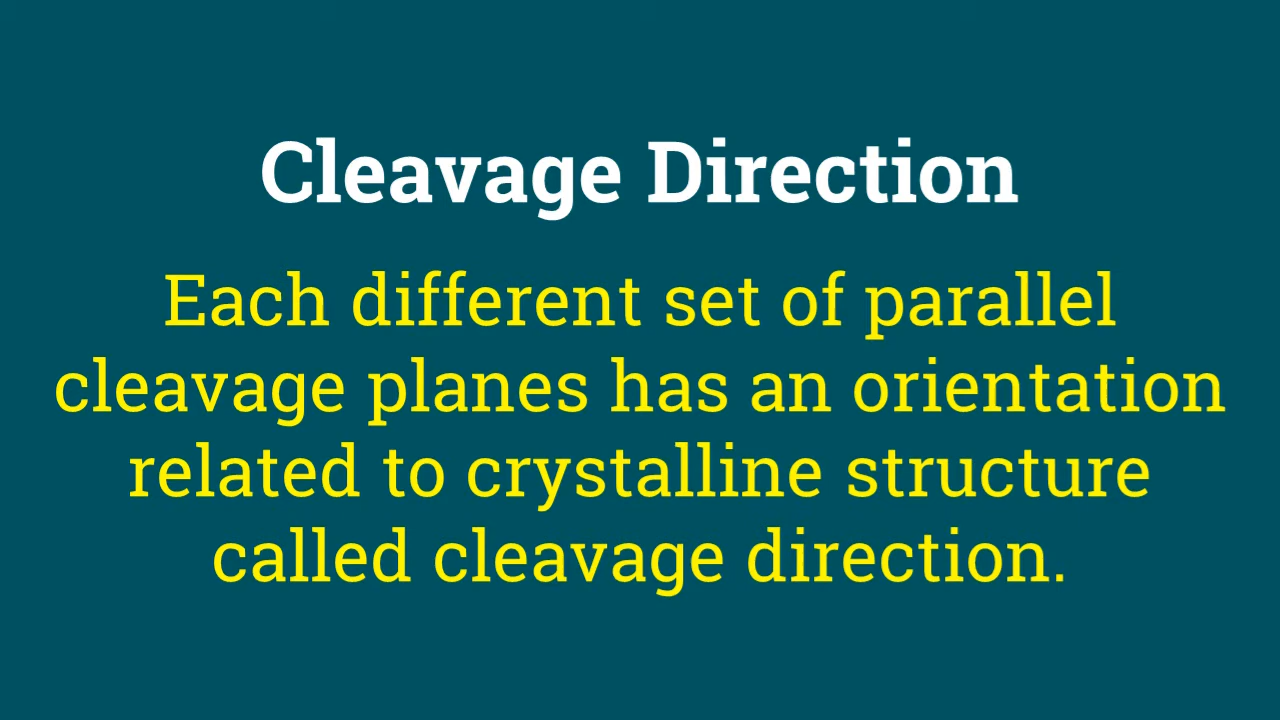 Cleavage Direction
Each different set of parallel
cleavage planes has an orientation
related to crystalline structure
called cleavage direction.